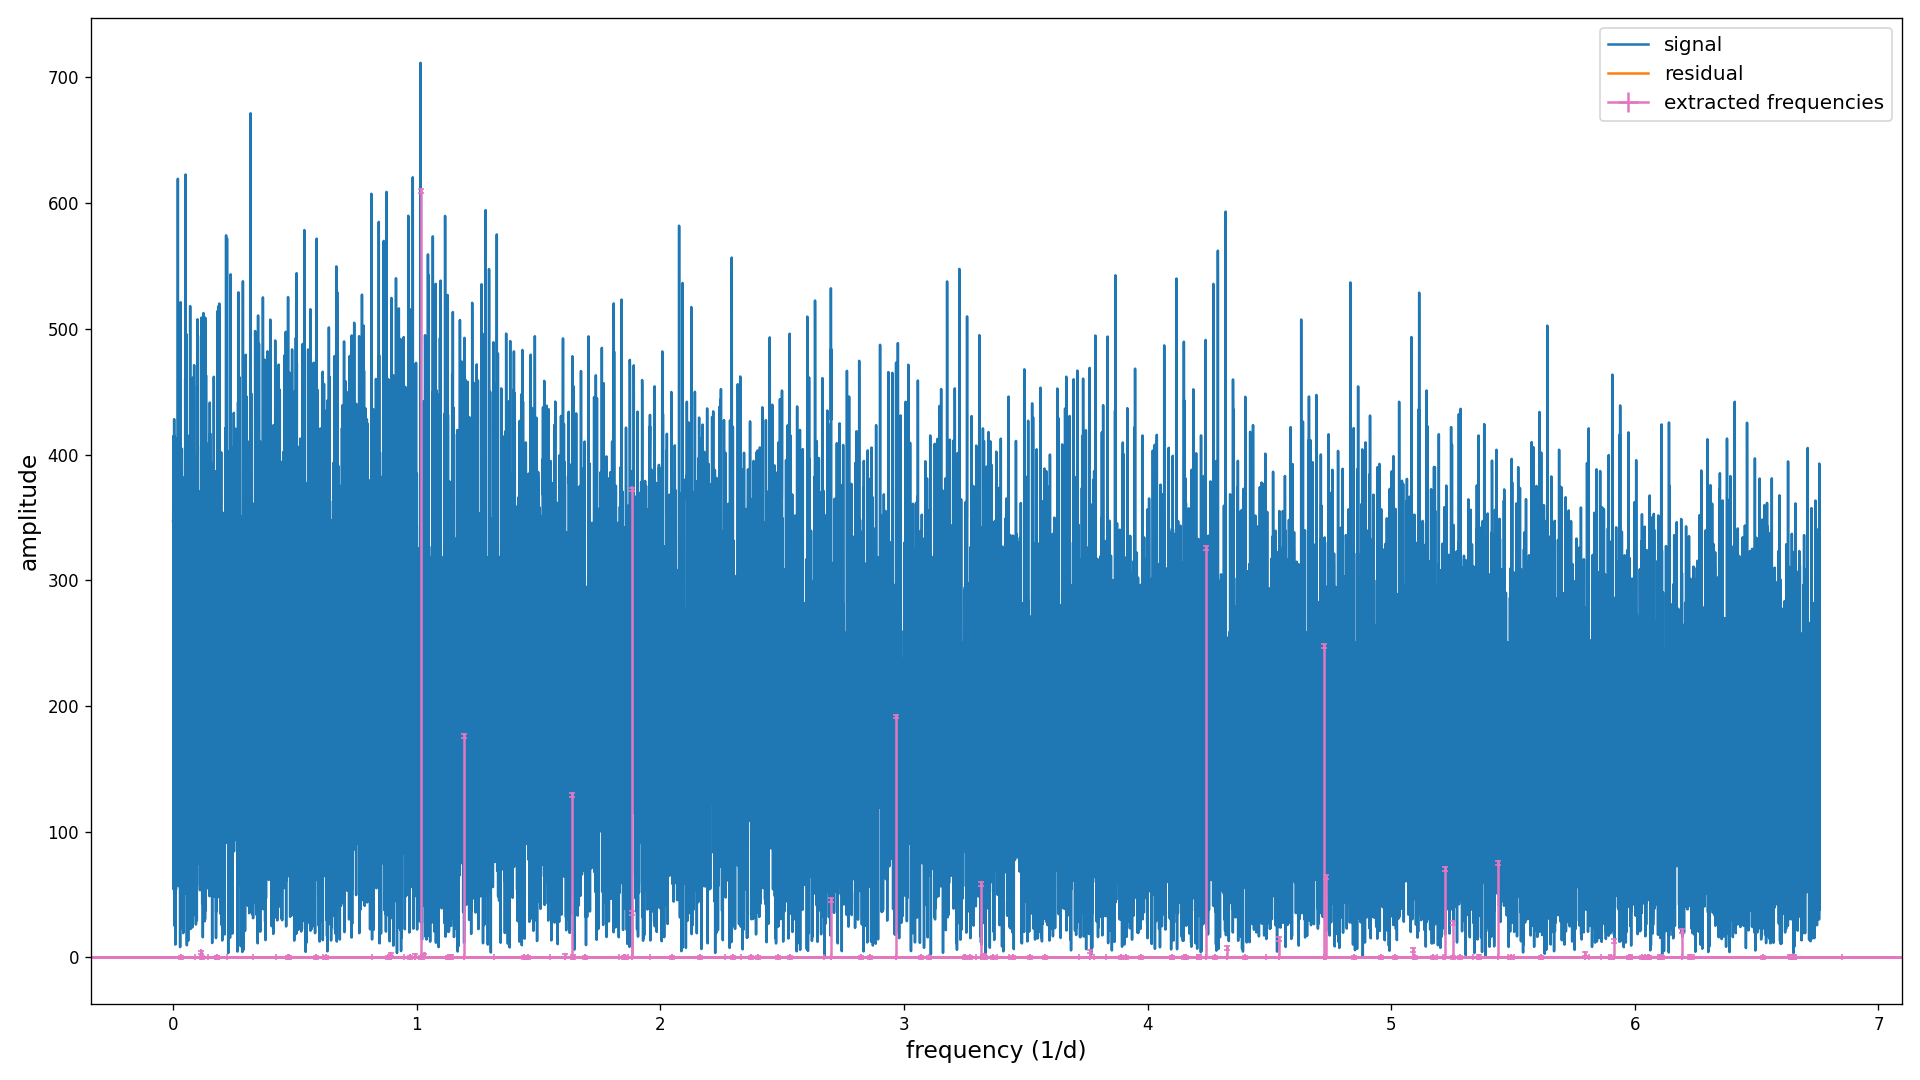 signal
residual
extracted frequencies
amplitude
700
600
500
400
300
200
100
0
0 1 2 3 4 5 6 7
frequency (1/d)